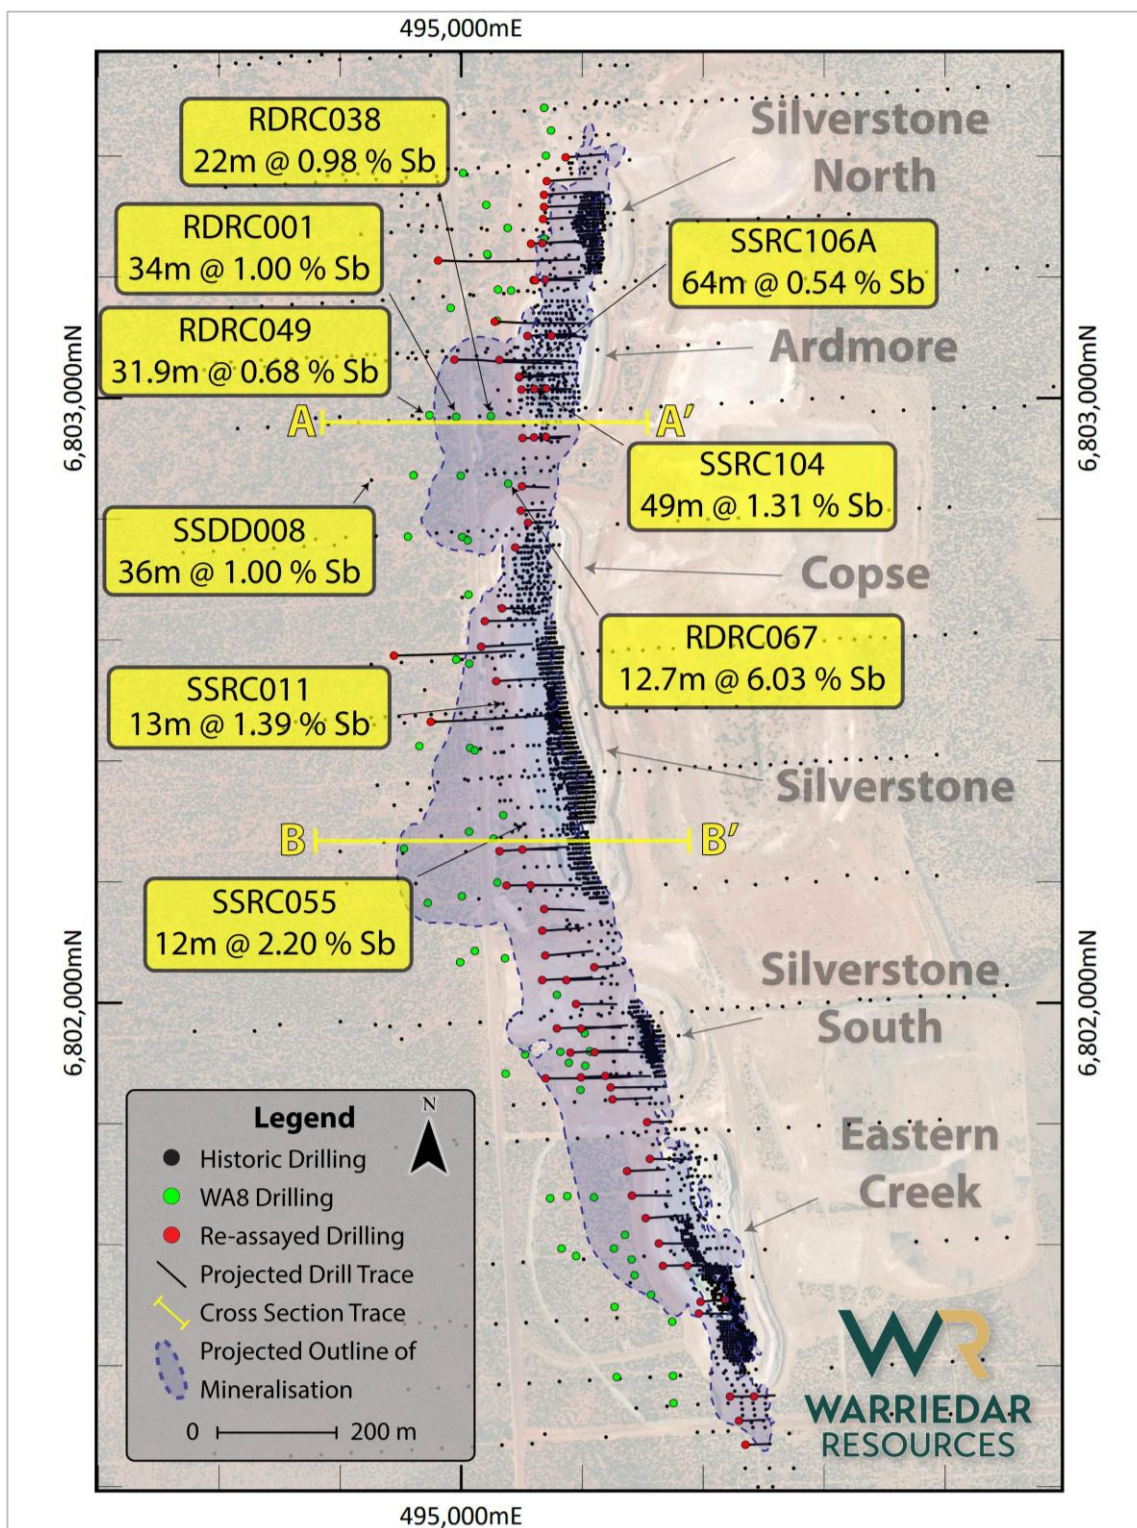 495,000mE
Silverstone
North
RDRC038
22m @ 0.98 % Sb
RDRC001
34m @ 1.00 % Sb
SSRC106A
64m @ 0.54 % Sb
RDRC049
31.9m @ 0.68 % Sb
Ardmore
6,803,000mN
6,803,000mN
A
A’
SSRC104
49m @ 1.31 % Sb
SSDD008
36m @ 1.00 % Sb
Copse
RDRC067
12.7m @ 6.03 % Sb
SSRC011
13m @ 1.39 % Sb
Silverstone
B
B’
SSRC055
12m @ 2.20 % Sb
Silverstone
South
6,802,000mN
6,802,000mN
Eastern
Creek
Legend
N
Historic Drilling
WA8 Drilling
Re-assayed Drilling
Projected Drill Trace
Cross Section Trace
Projected Outline of
Mineralisation
0 200 m
WR
WARRIEDAR
RESOURCES
495,000mE